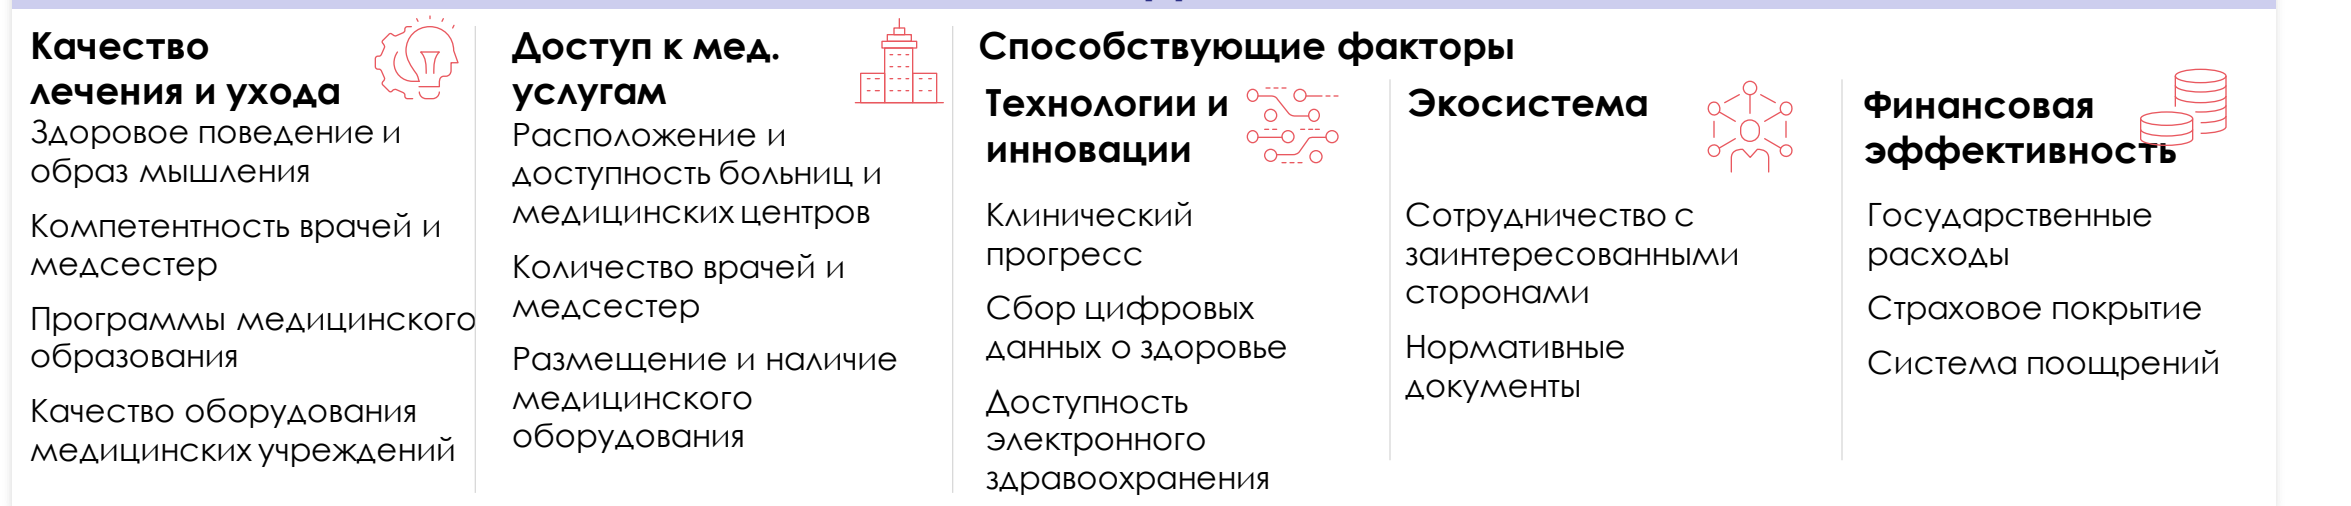 Качество
лечения и ухода
Здоровое поведение и
образ мышления
Компетентность врачей и
медсестер
Программы медицинского
образования
Качество оборудования
медицинских учреждений
Доступ к мед.
услугам
Расположение и
доступность больниц и
медицинских центров
Количество врачей и
медсестер
Размещение и наличие
медицинского
оборудования
Способствующие факторы
Технологии и
инновации
Клинический
прогресс
Сбор цифровых
данных о здоровье
Доступность
электронного
здравоохранения
Экосистема
Сотрудничество с
заинтересованными
сторонами
Нормативные
документы
Финансовая
эффективность
Государственные
расходы
Страховое покрытие
Система поощрений